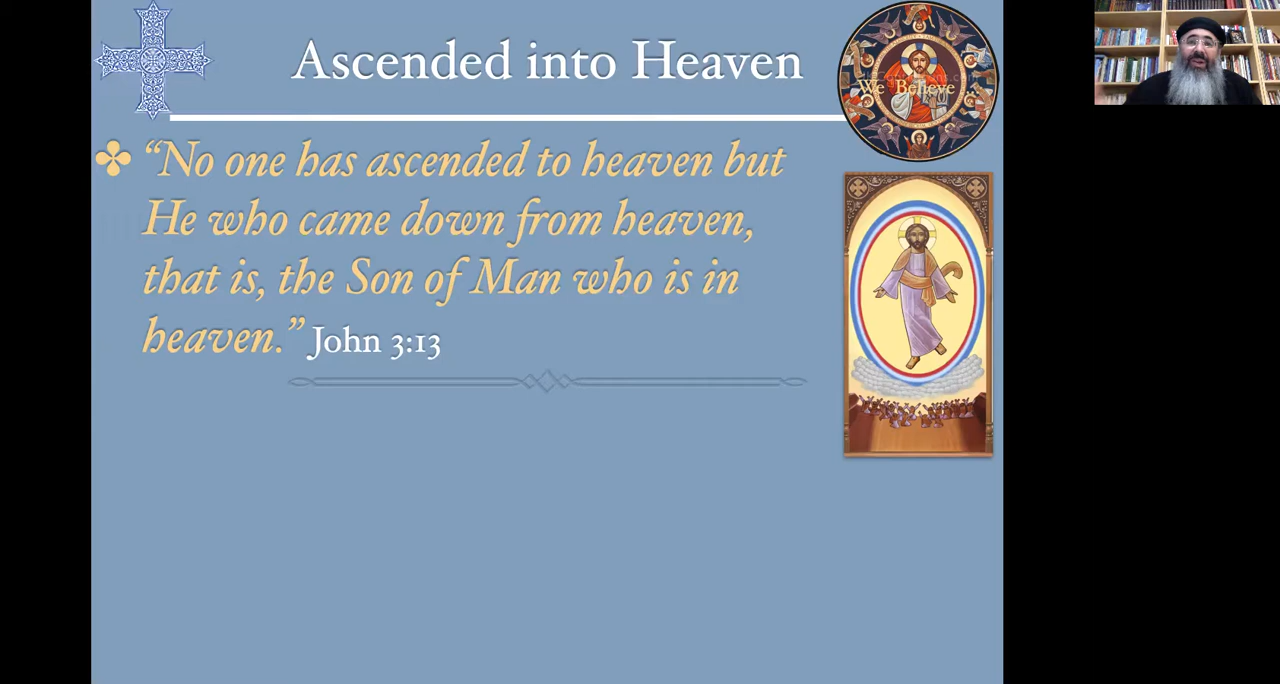 Ascended into Heaven
We Believe ...
“No one has ascended to heaven but
He who came down from heaven,
that is, the Son of Man who is in
heaven.” John 3:13